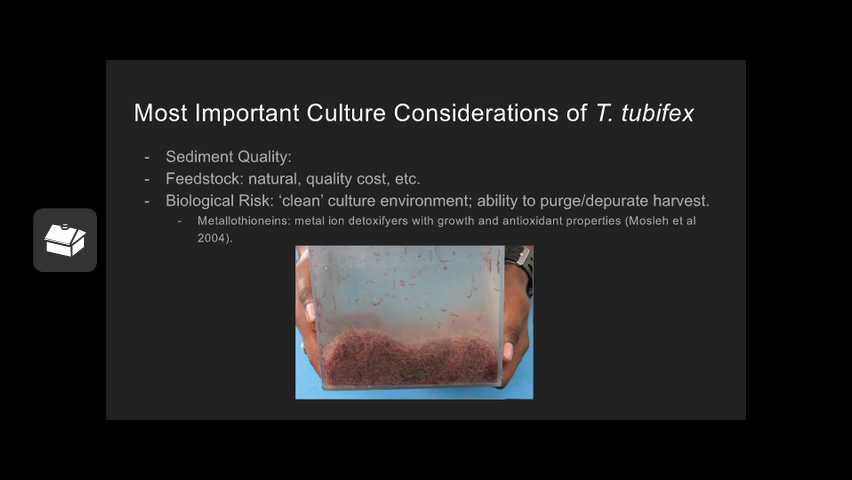 Most Important Culture Considerations of T. tubifex
- Sediment Quality:
- Feedstock: natural, quality cost, etc.
- Biological Risk: ‘clean’ culture environment; ability to purge/depurate harvest.
- Metallothioneins: metal ion detoxifyers with growth and antioxidant properties (Mosleh et al
2004).